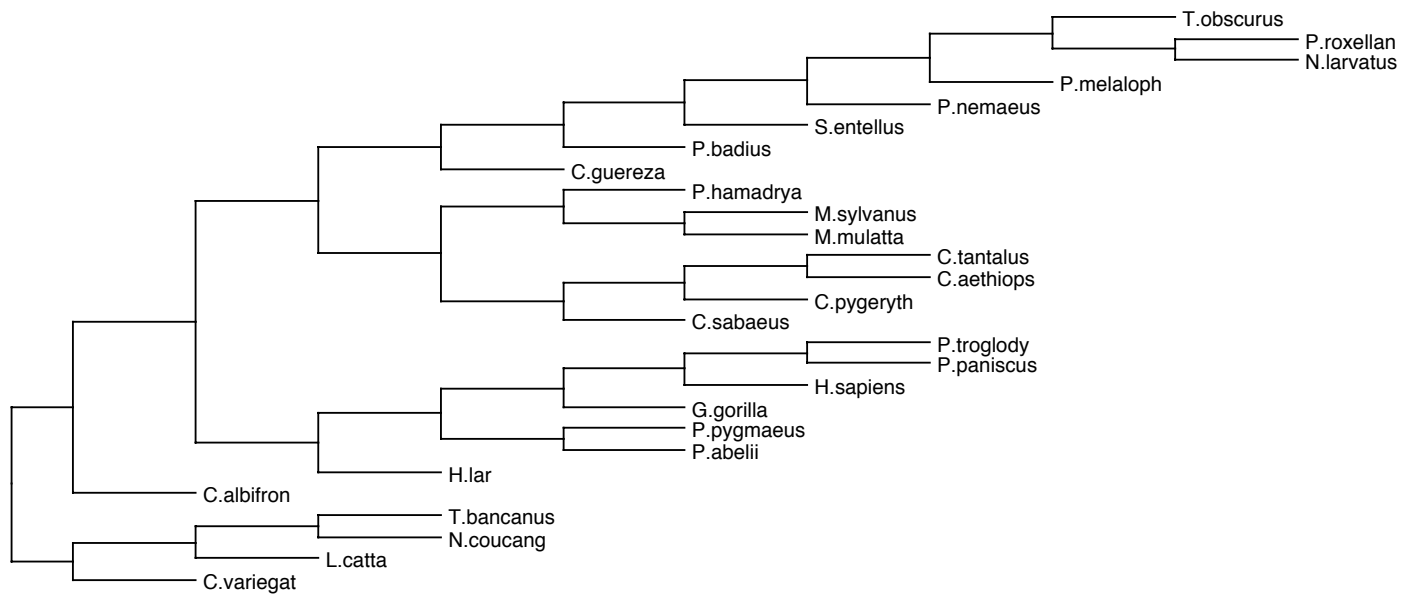 T.obscurus
P.roxellan
N.larvatus
P.melaloph
P.nemaeus
S.entellus
P.badius
C.guereza
P.hamadrya
M.sylvanus
M.mulatta
C.tantalus
C.aethiops
C.pygeryth
C.sabaeus
P.troglody
P.paniscus
H.sapiens
G.gorilla
P.pygmaeus
P.abelii
H.lar
C.albifron
T.bancanus
N.coucang
L.catta
C.variegat